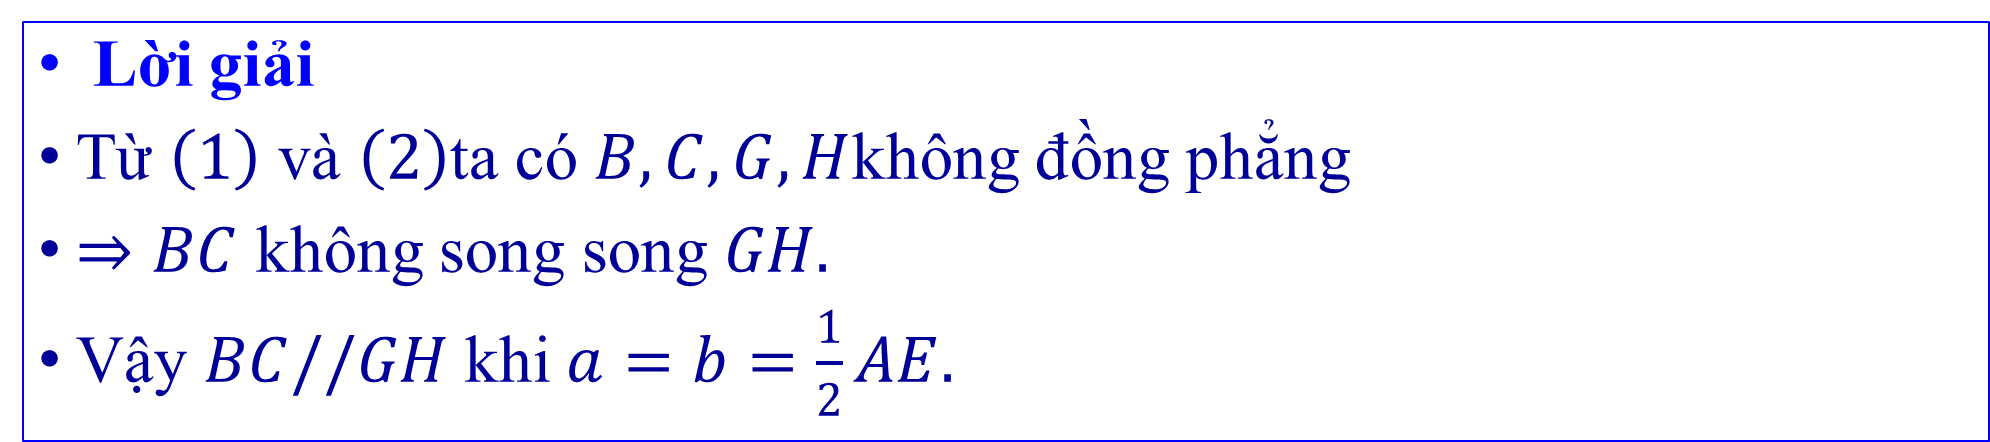 • Lời giải
• Từ (1) và (2)ta có B, C, G, Hkhông đồng phẳng
• ⇒ BC không song song GH.
• Vậy BC//GH khi a = b = 1/2 AE.